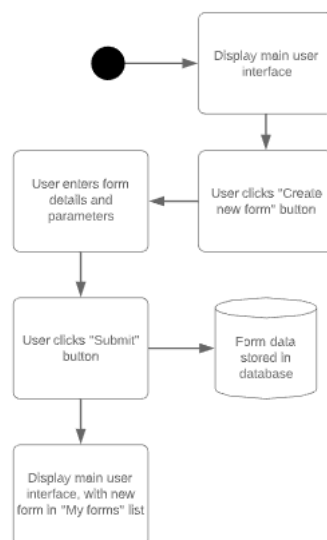 Display main user
interface
User clicks "Create
new form" button
User enters form
details and
parameters
User clicks "Submit"
button
Form data
stored in
database
Display main user
interface, with new
form in "My forms" list